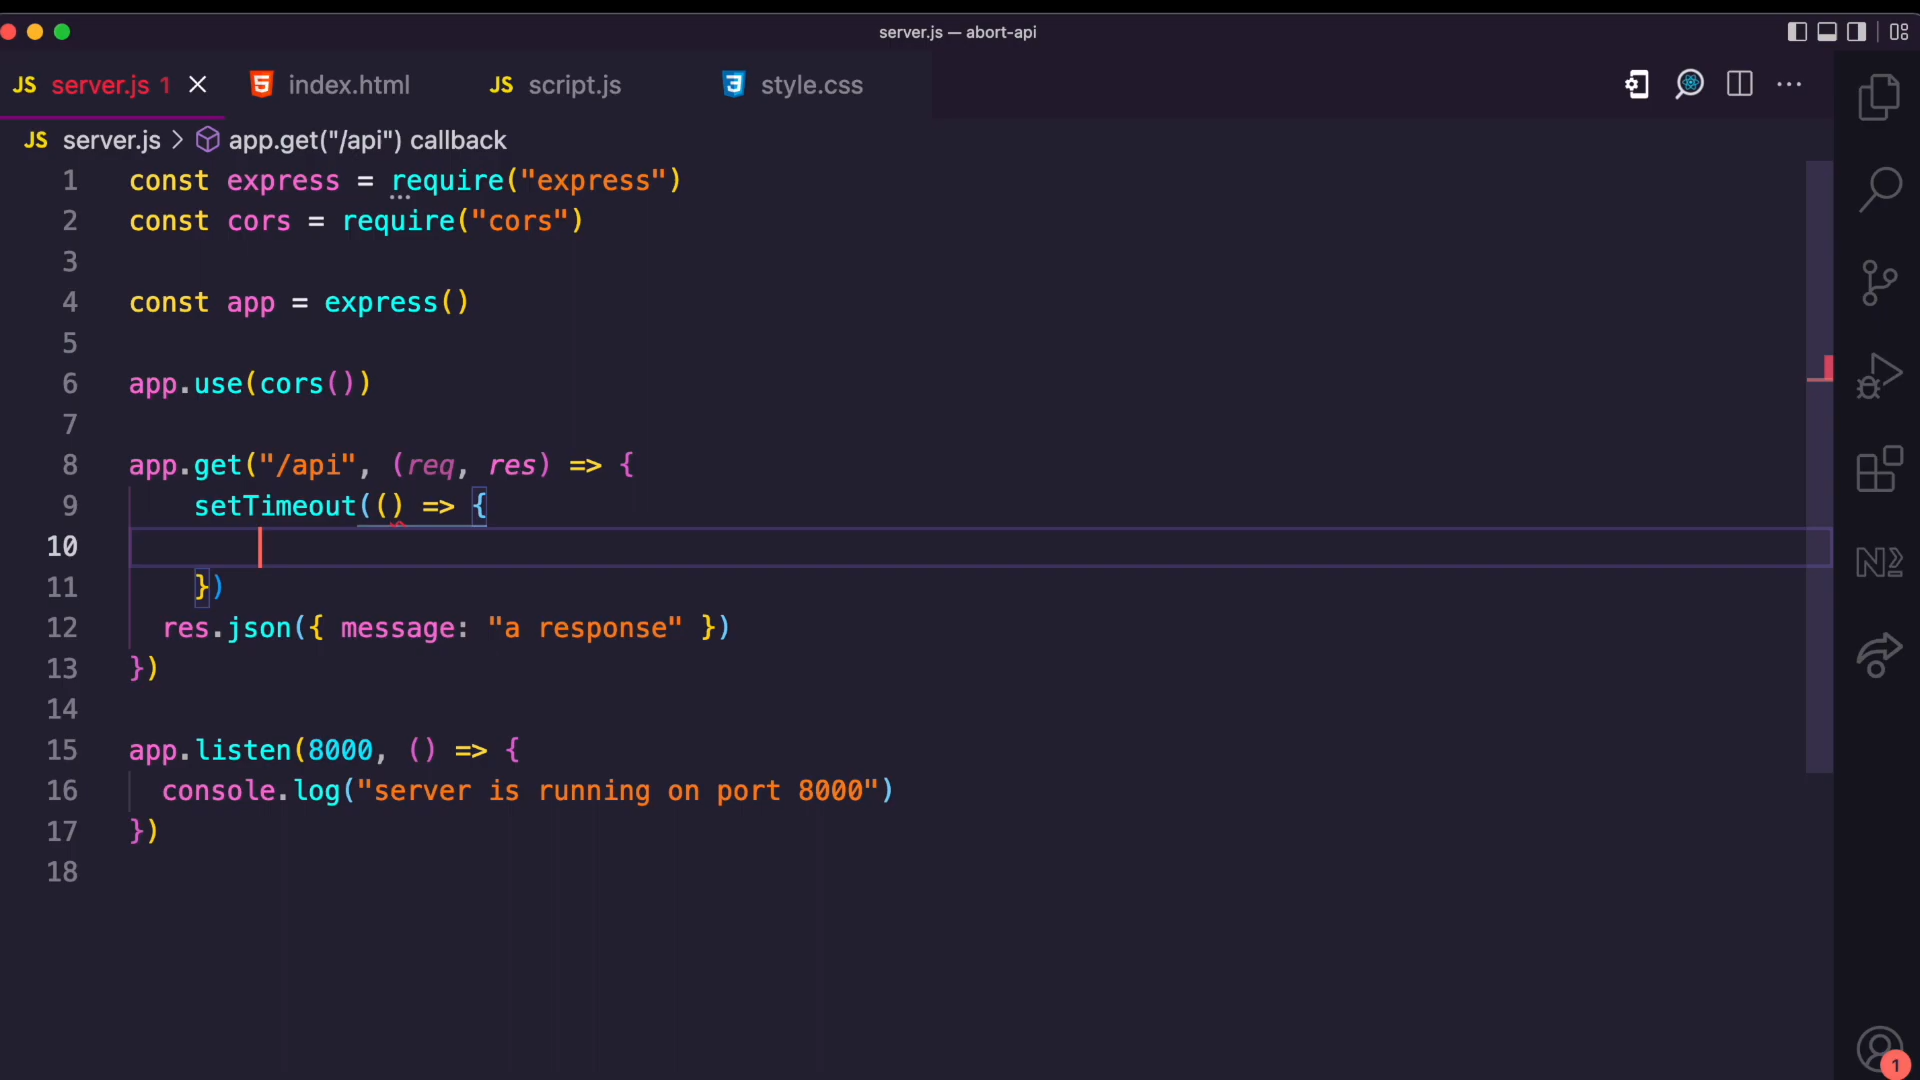 server.js — abort-api
JS server.js 1 index.html JS script.js style.css
JS server.js > app.get("/api") callback
1 const express = require("express")
2 const cors = require("cors")
3
4 const app = express()
5
6 app.use(cors())
7
8 app.get("/api", (req, res) => {
9 setTimeout(() => {
10
11 })
12 res.json({ message: "a response" })
13 })
14
15 app.listen(8000, () => {
16 console.log("server is running on port 8000")
17 })
18
1